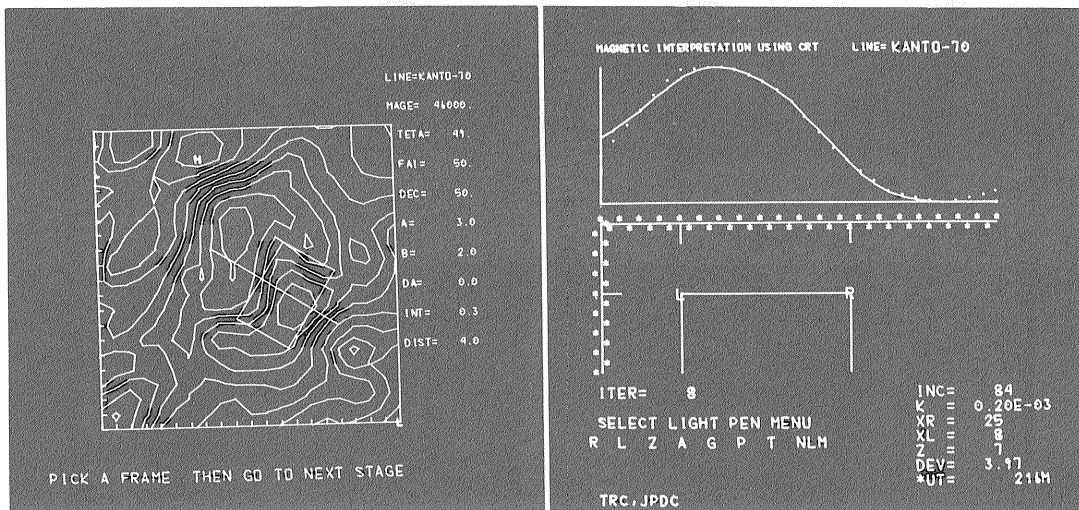 LINE=KANTO-70
MAGE= 46000.
TETA= 49.
FAI= 50.
DEC= 50.
A= 3.0
B= 2.0
DA= 0.0
INT= 0.3
DIST= 4.0
H
L
PICK A FRAME THEN GO TO NEXT STAGE
MAGNETIC INTERPRETATION USING CRT LINE=KANTO-70
L R
ITER= 8
SELECT LIGHT PEN MENU
R L Z A G P T NLM
INC= 84
K = 0.20E-03
XR = 25
XL = 8
Z = 7
DEV= 3.97
*UT= 216M
TRC,JPDC